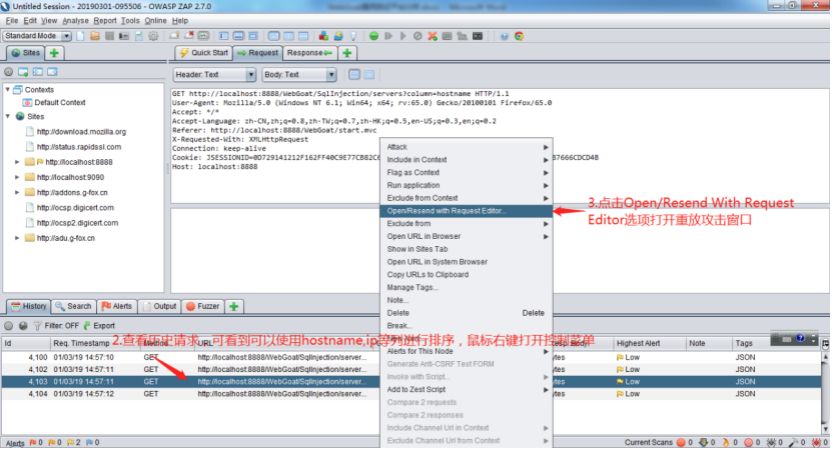 Untitled Session - 20190301-095506 - OWASP ZAP 2.7.0
File Edit View Analyse Report Tools Online Help
Standard Mode
Sites
Quick Start
Request
Response
Header: Text
Body: Text
Contexts
Default Context
Sites
http://download.mozilla.org
http://status.rapidssl.com
http://localhost:8888
http://localhost:9090
http://addons.g-fox.cn
http://ocsp.digicert.com
http://ocsp2.digicert.com
http://adu.g-fox.cn
GET http://localhost:8888/WebGoat/SqlInjection/servers?column=hostname HTTP/1.1
User-Agent: Mozilla/5.0 (Windows NT 6.1; Win64; x64; rv:65.0) Gecko/20100101 Firefox/65.0
Accept: */*
Accept-Language: zh-CN,zh;q=0.8,zh-TW;q=0.7,zh-HK;q=0.5,en-US;q=0.3,en;q=0.2
Referer: http://localhost:8888/WebGoat/start.mvc
X-Requested-With: XMLHttpRequest
Connection: keep-alive
Cookie: JSESSIONID=0D729141212F162FF40C9E77CBB2C 87666CDCD4B
Host: localhost:8888
Attack
Include in Context
Flag as Context
Run application
Exclude from Context
Open/Resend with Request Editor...
Exclude from
Open URL in Browser
Show in Sites Tab
Open URL in System Browser
Copy URLs to Clipboard
Manage Tags...
Note...
Delete Delete
Break...
Alerts for This Node
Generate Anti-CSRF Test FORM
Invoke with Script...
Add to Zest Script
Compare 2 requests
Compare 2 responses
Include Channel Url in Context
Exclude Channel Url from Context
3.点击Open/Resend With Request
Editor选项打开重放攻击窗口
History
Search
Alerts
Output
Fuzzer
Filter: OFF
Export
2.查看历史请求，可看到可以使用hostname,ip等列进行排序，鼠标右键打开控制菜单
Id Req. Timestamp Method URL Body Highest Alert Note Tags
4,100 01/03/19 14:57:10 GET http://localhost:8888/WebGoat/SqlInjection/server... ytes Low JSON
4,101 01/03/19 14:57:11 GET http://localhost:8888/WebGoat/SqlInjection/server... ytes Low JSON
4,103 01/03/19 14:57:11 GET http://localhost:8888/WebGoat/SqlInjection/server... ytes Low JSON
4,104 01/03/19 14:57:12 GET http://localhost:8888/WebGoat/SqlInjection/server... ytes Low JSON
Alerts 0 0 2 0
Current Scans 0 0 0 0 0 0 0